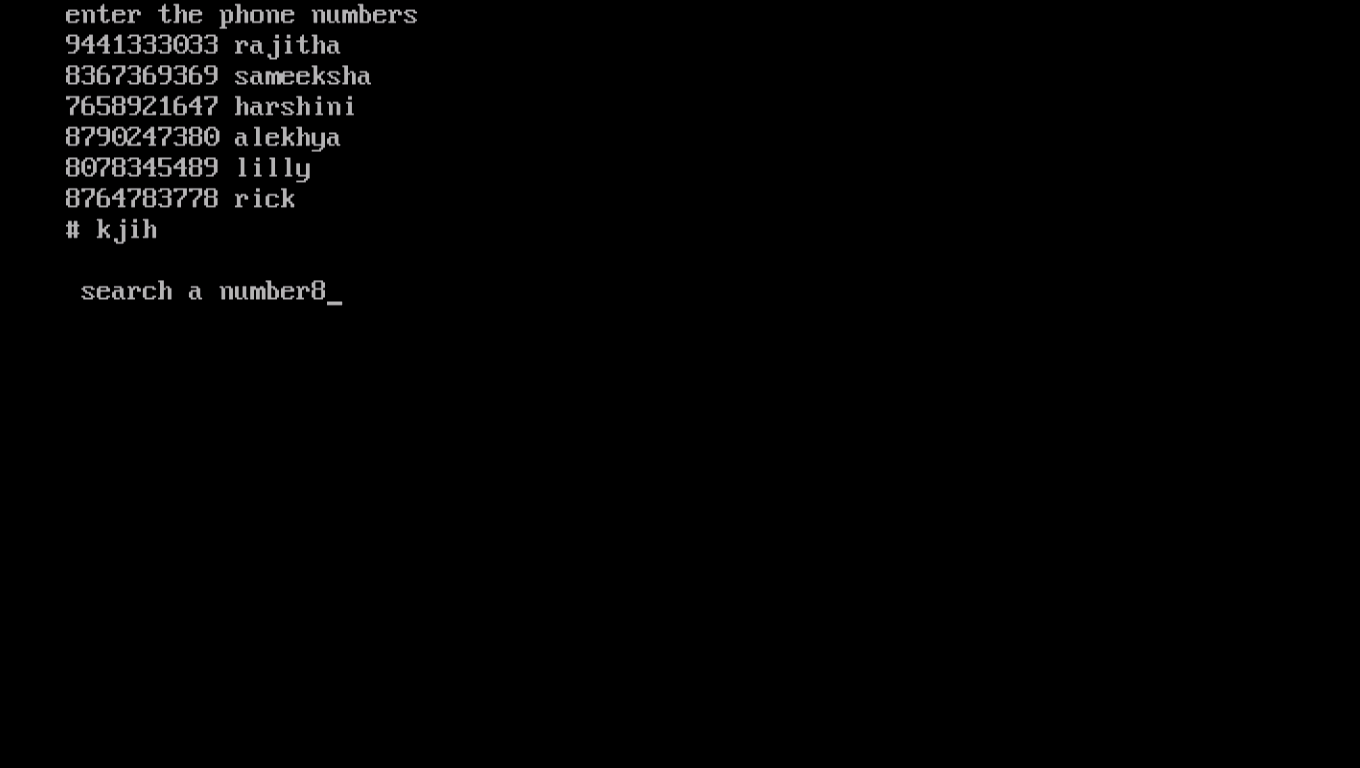 enter the phone numbers
9441333033 rajitha
8367369369 sameeksha
7658921647 harshini
8790247380 alekhya
8078345489 lilly
8764783778 rick
# kjih
search a number8_